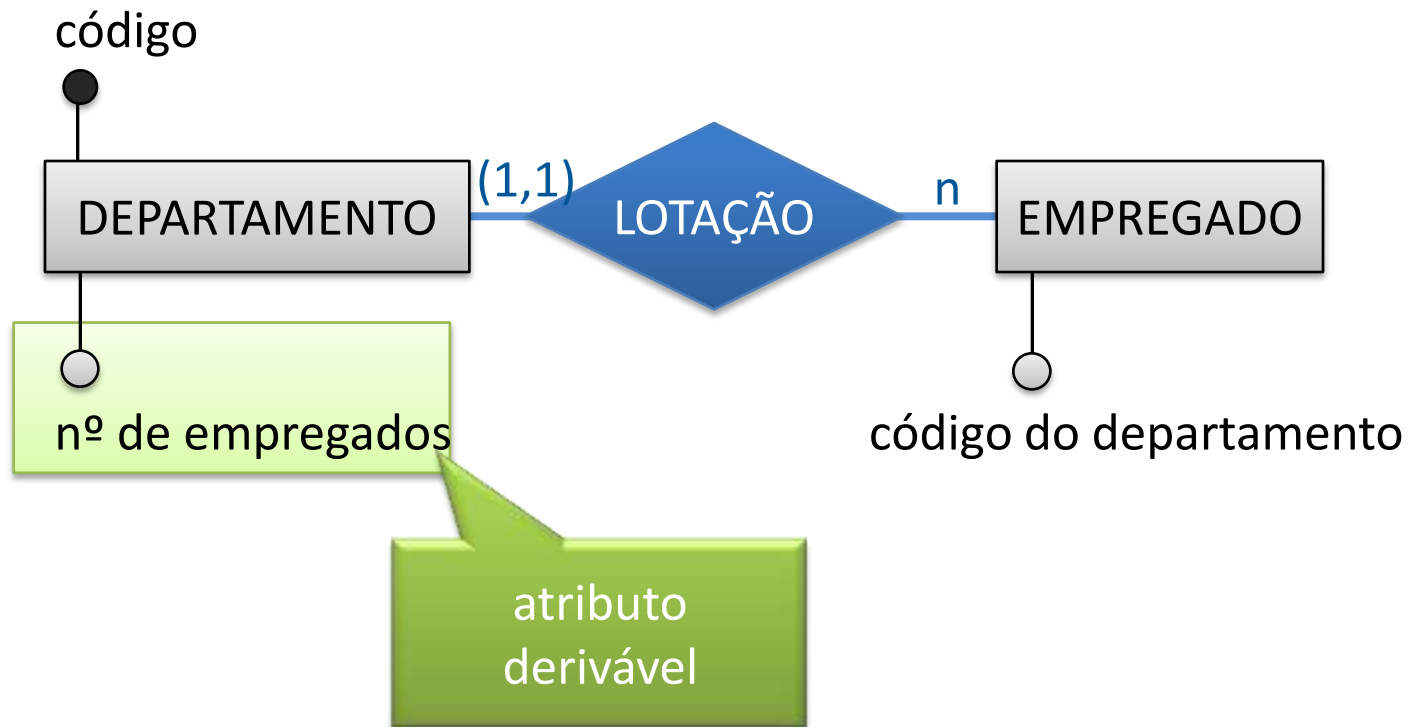 código
DEPARTAMENTO
(1,1)
LOTAÇÃO
n
EMPREGADO
nº de empregados
código do departamento
atributo
derivável